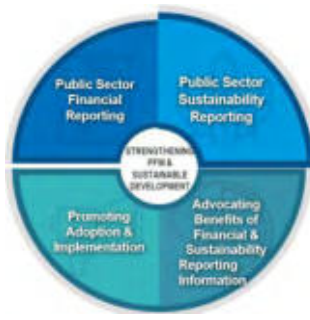 Public Sector
Financial
Reporting
Public Sector
Sustainability
Reporting
STRENGTHENING
PFM &
SUSTAINABLE
DEVELOPMENT
Promoting
Adoption &
Implementation
Advocating
Benefits of
Financial &
Sustainability
Reporting
Information